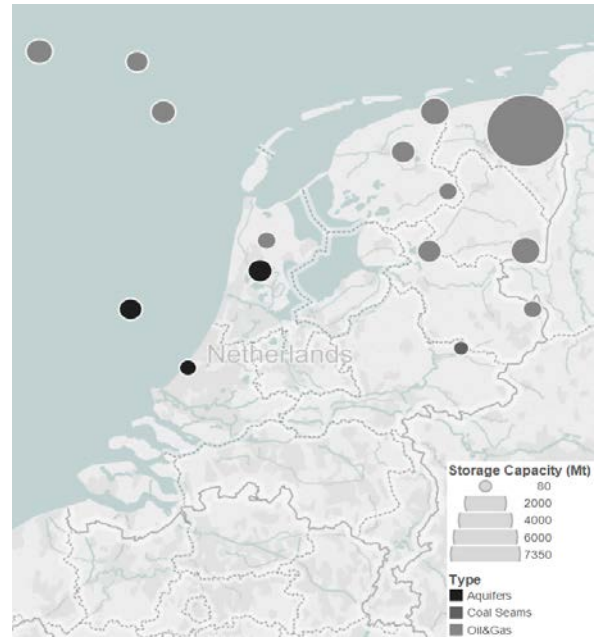 Netherlands
Storage Capacity (Mt)
80
2000
4000
6000
7350
Type
Aquifers
Coal Seams
Oil&Gas